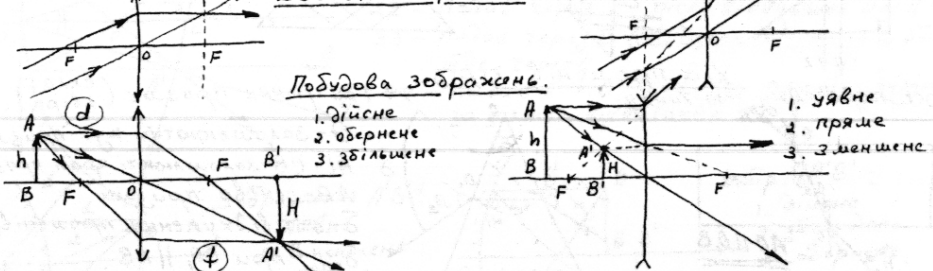 F
O
F
F
O
F
Побудова зображень.
1. дійсне
2. обернене
3. збільшене
A
d
h
B
F
O
F
B'
H
f
A'
1. уявне
2. пряме
3. зменшене
A
h
B
F
A'
H
B'
F